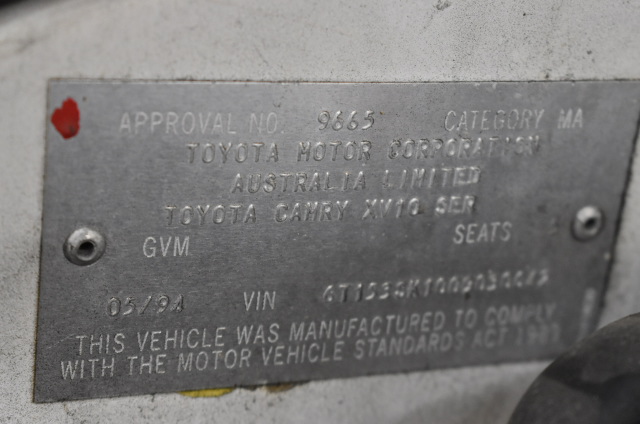 APPROVAL NO. 9665 CATEGORY MA
TOYOTA MOTOR CORPORATION
AUSTRALIA LIMITED
TOYOTA CAMRY XV10 SER
GVM SEATS
05/94 VIN
THIS VEHICLE WAS MANUFACTURED TO COMPLY
WITH THE MOTOR VEHICLE STANDARDS ACT